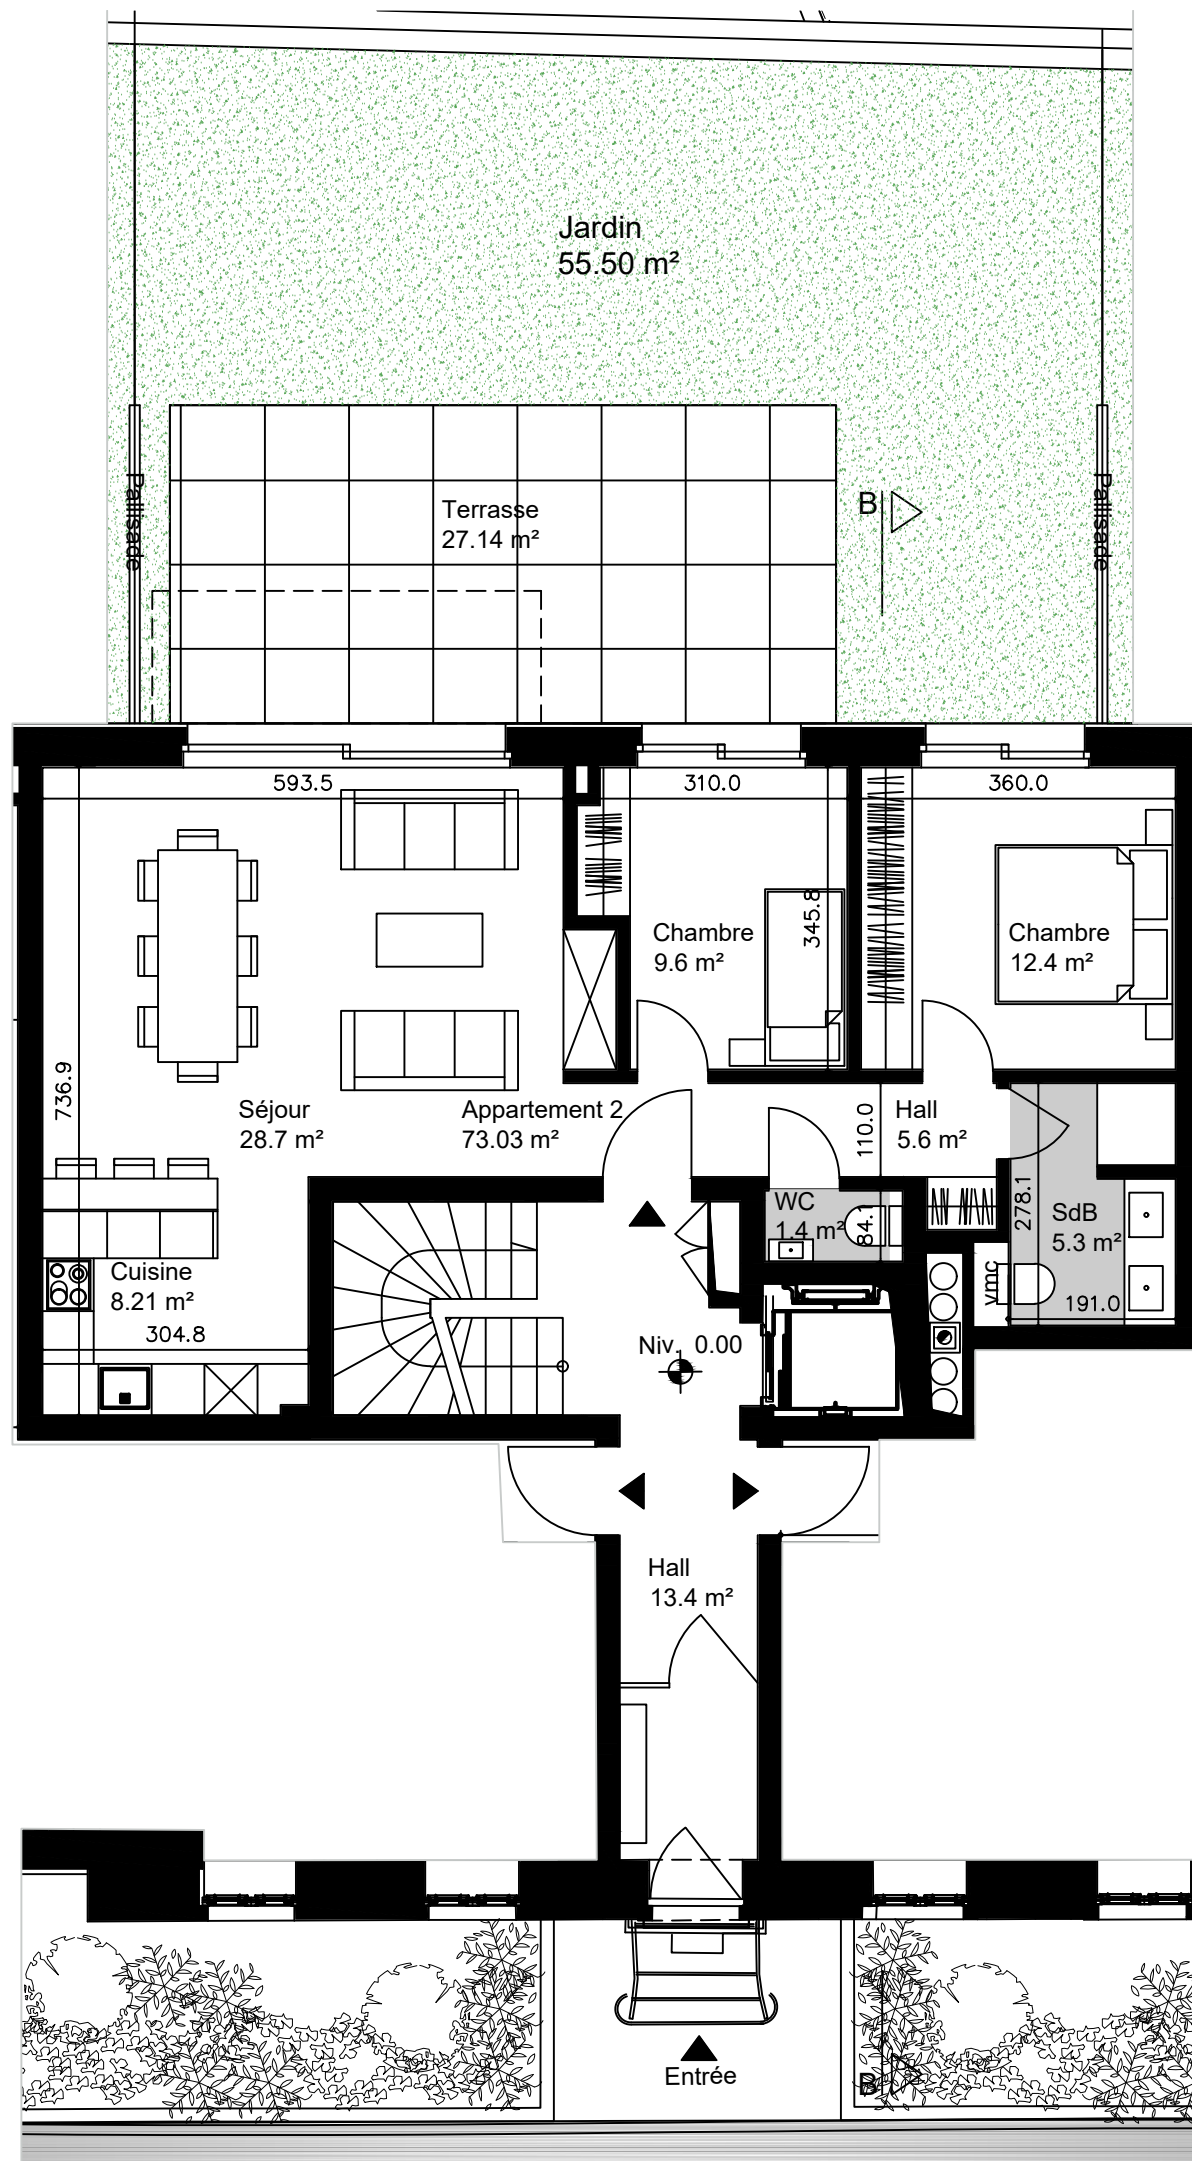 Jardin
55.50 m²
Pallisade
Terrasse
27.14 m²
B
Pallisade
593.5
310.0
360.0
345.8
Chambre
9.6 m²
Chambre
12.4 m²
736.9
Séjour
28.7 m²
Appartement 2
73.03 m²
110.0
Hall
5.6 m²
WC
1.4 m²
84.1
278.1
SdB
5.3 m²
vmc
191.0
Cuisine
8.21 m²
304.8
Niv. 0.00
Hall
13.4 m²
Entrée
B